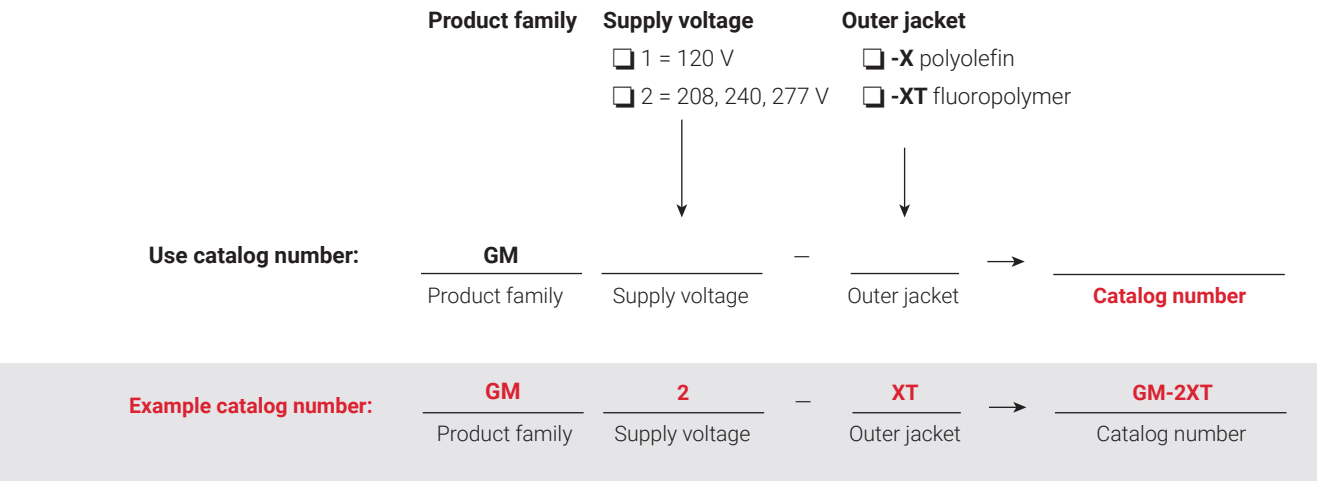 Product family Supply voltage Outer jacket
❏ 1 = 120 V ❏ -X polyolefin
❏ 2 = 208, 240, 277 V ❏ -XT fluoropolymer
Use catalog number: GM –
Product family Supply voltage Outer jacket Catalog number
Example catalog number: GM 2 – XT GM-2XT
Product family Supply voltage Outer jacket Catalog number